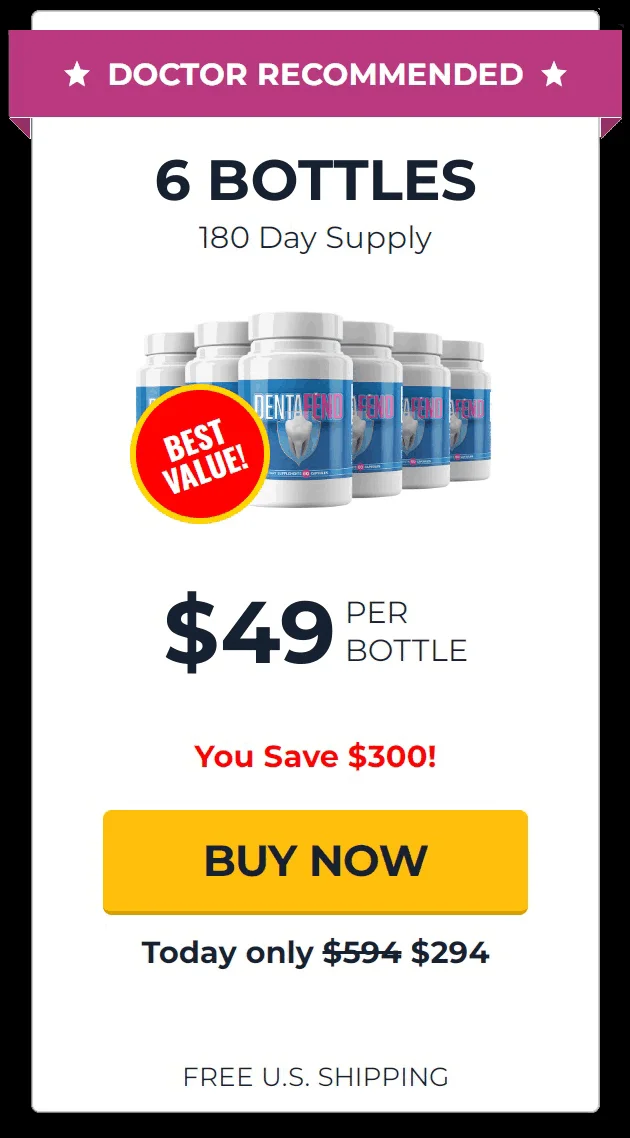 ★ DOCTOR RECOMMENDED ★
6 BOTTLES
180 Day Supply
DENTAFEND
BEST
VALUE!
$49 PER
BOTTLE
You Save $300!
BUY NOW
Today only $594 $294
FREE U.S. SHIPPING